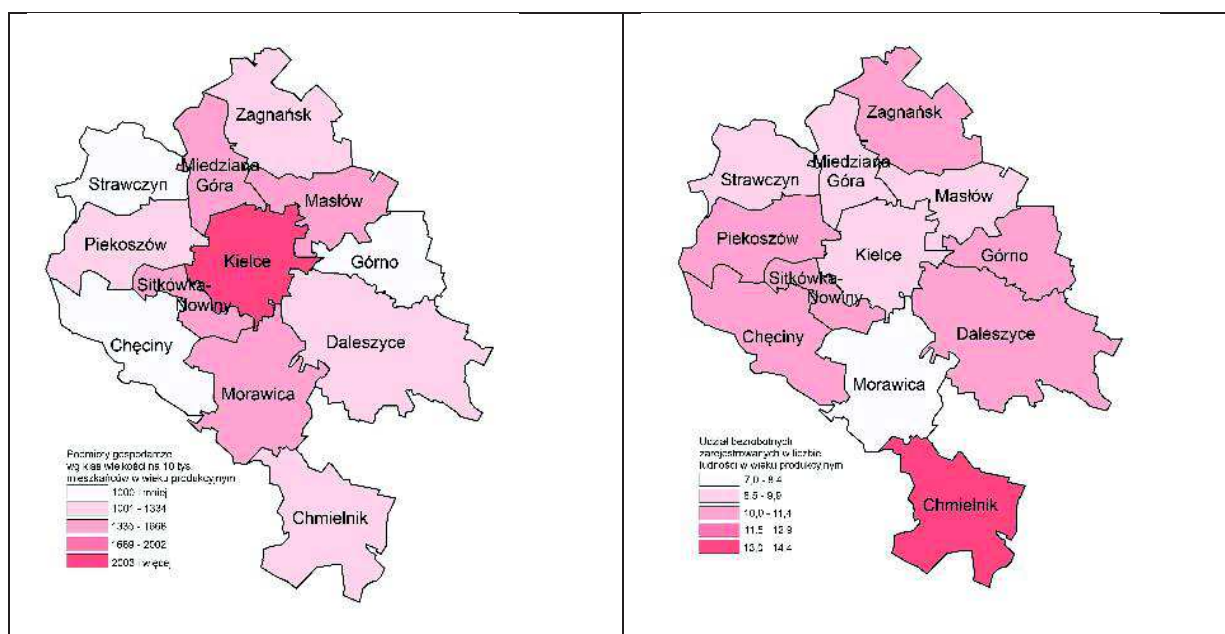 Zagnańsk
Miedziana
Góra
Strawczyn
Masłów
Piekoszów
Kielce
Górno
Sitkówka-
Nowiny
Chęciny
Daleszyce
Morawica
Chmielnik
Podmioty gospodarcze
wg klas wielkości na 10 tys.
mieszkańców w wieku produkcyjnym
1000 i mniej
1001 - 1334
1335 - 1668
1669 - 2002
2003 i więcej
Zagnańsk
Miedziana
Góra
Strawczyn
Masłów
Piekoszów
Kielce
Górno
Sitkówka-
Nowiny
Chęciny
Daleszyce
Morawica
Chmielnik
Udział bezrobotnych
zarejestrowanych w liczbie
ludności w wieku produkcyjnym
7,0 - 8,4
8,5 - 9,9
10,0 - 11,4
11,5 - 12,9
13,0 - 14,4